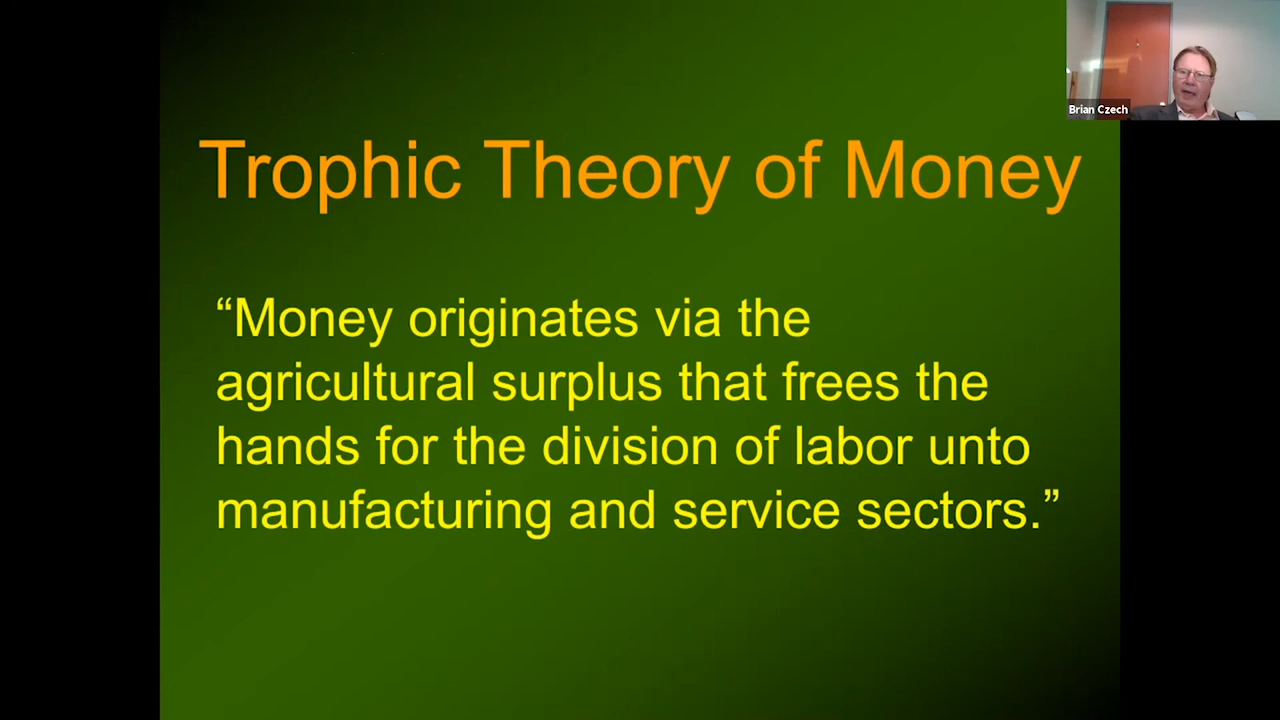 Brian Czech
Trophic Theory of Money
“Money originates via the
agricultural surplus that frees the
hands for the division of labor unto
manufacturing and service sectors.”